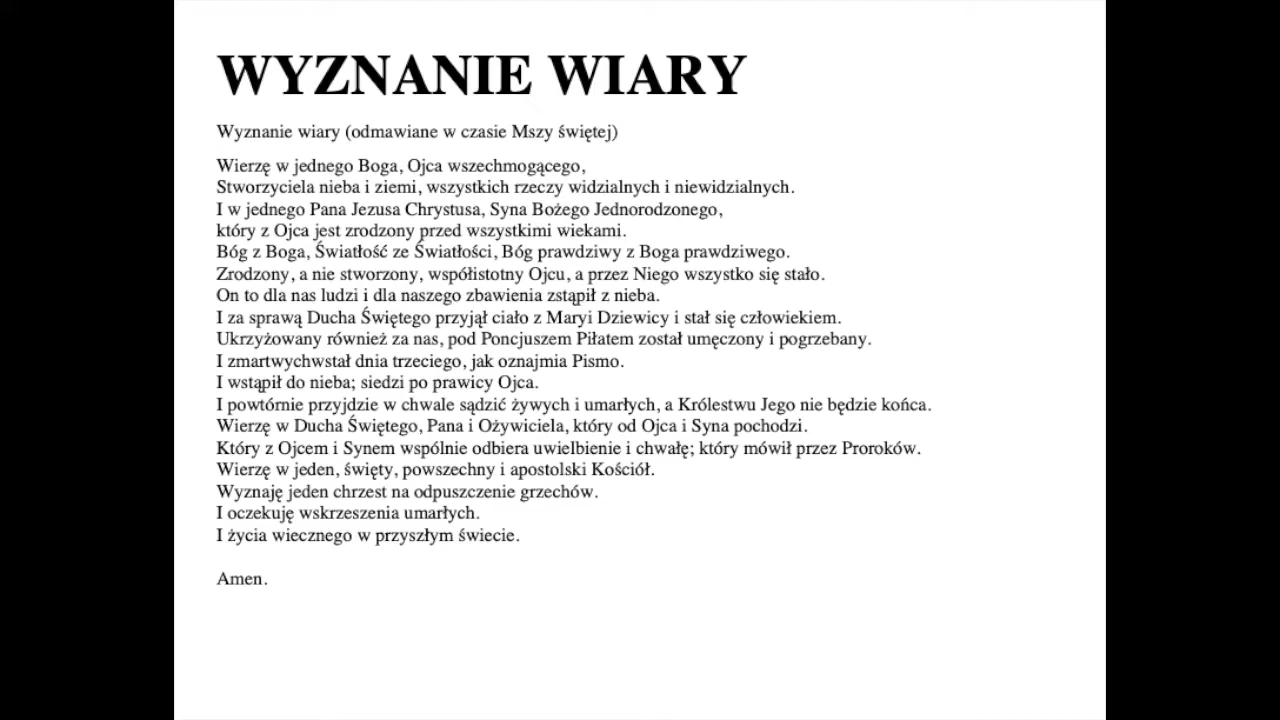 WYZNANIE WIARY
Wyznanie wiary (odmawiane w czasie Mszy świętej)
Wierzę w jednego Boga, Ojca wszechmogącego,
Stworzyciela nieba i ziemi, wszystkich rzeczy widzialnych i niewidzialnych.
I w jednego Pana Jezusa Chrystusa, Syna Bożego Jednorodzonego,
który z Ojca jest zrodzony przed wszystkimi wiekami.
Bóg z Boga, Światłość ze Światłości, Bóg prawdziwy z Boga prawdziwego.
Zrodzony, a nie stworzony, współistotny Ojcu, a przez Niego wszystko się stało.
On to dla nas ludzi i dla naszego zbawienia zstąpił z nieba.
I za sprawą Ducha Świętego przyjął ciało z Maryi Dziewicy i stał się człowiekiem.
Ukrzyżowany również za nas, pod Poncjuszem Piłatem został umęczony i pogrzebany.
I zmartwychwstał dnia trzeciego, jak oznajmia Pismo.
I wstąpił do nieba; siedzi po prawicy Ojca.
I powtórnie przyjdzie w chwale sądzić żywych i umarłych, a Królestwu Jego nie będzie końca.
Wierzę w Ducha Świętego, Pana i Ożywiciela, który od Ojca i Syna pochodzi.
Który z Ojcem i Synem wspólnie odbiera uwielbienie i chwałę; który mówił przez Proroków.
Wierzę w jeden, święty, powszechny i apostolski Kościół.
Wyznaję jeden chrzest na odpuszczenie grzechów.
I oczekuję wskrzeszenia umarłych.
I życia wiecznego w przyszłym świecie.
Amen.